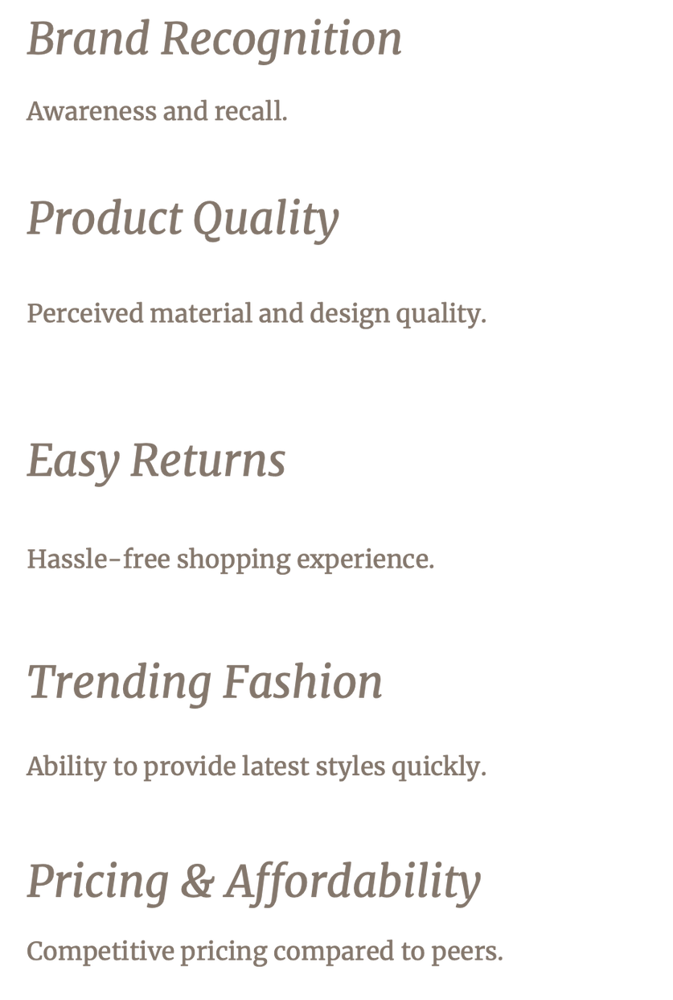 Brand Recognition
Awareness and recall.
Product Quality
Perceived material and design quality.
Easy Returns
Hassle-free shopping experience.
Trending Fashion
Ability to provide latest styles quickly.
Pricing & Affordability
Competitive pricing compared to peers.